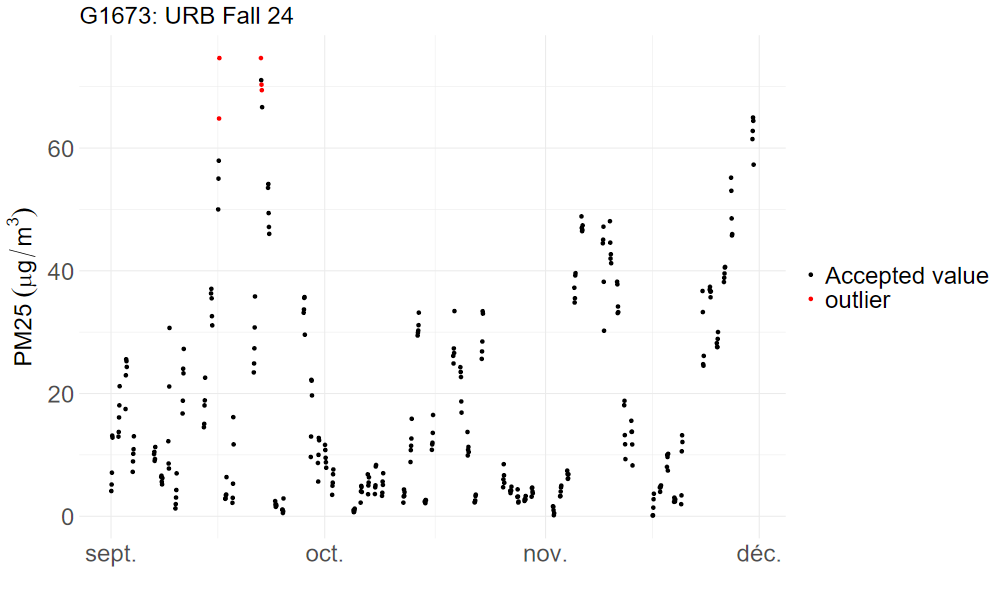 G1673: URB Fall 24
PM25 (μg/m³)
60
40
20
0
sept.
oct.
nov.
déc.
Accepted value
outlier